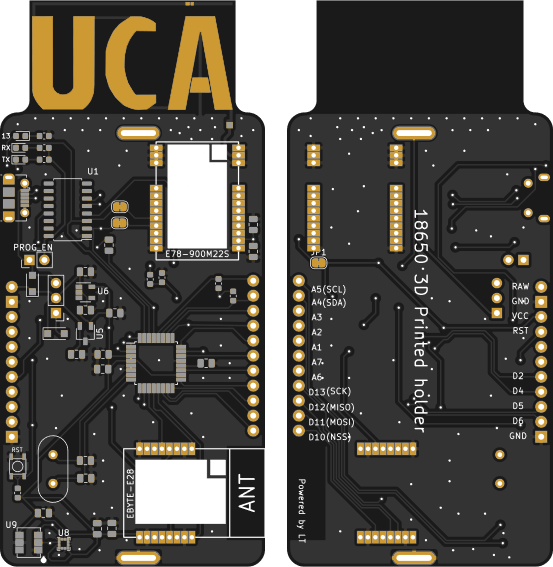 UCA
13
RX
TX
U1
E78-900M22S
PROG_EN
U6
U5
RST
EBYTE-E28
ANT
U9
U8
JP1
18650 3D Printed holder
A5(SCL)
A4(SDA)
A3
A2
A1
A7
A6
D13(SCK)
D12(MISO)
D11(MOSI)
D10(NSS)
RAW
GND
VCC
RST
D2
D4
D5
D6
GND
Powered by LT